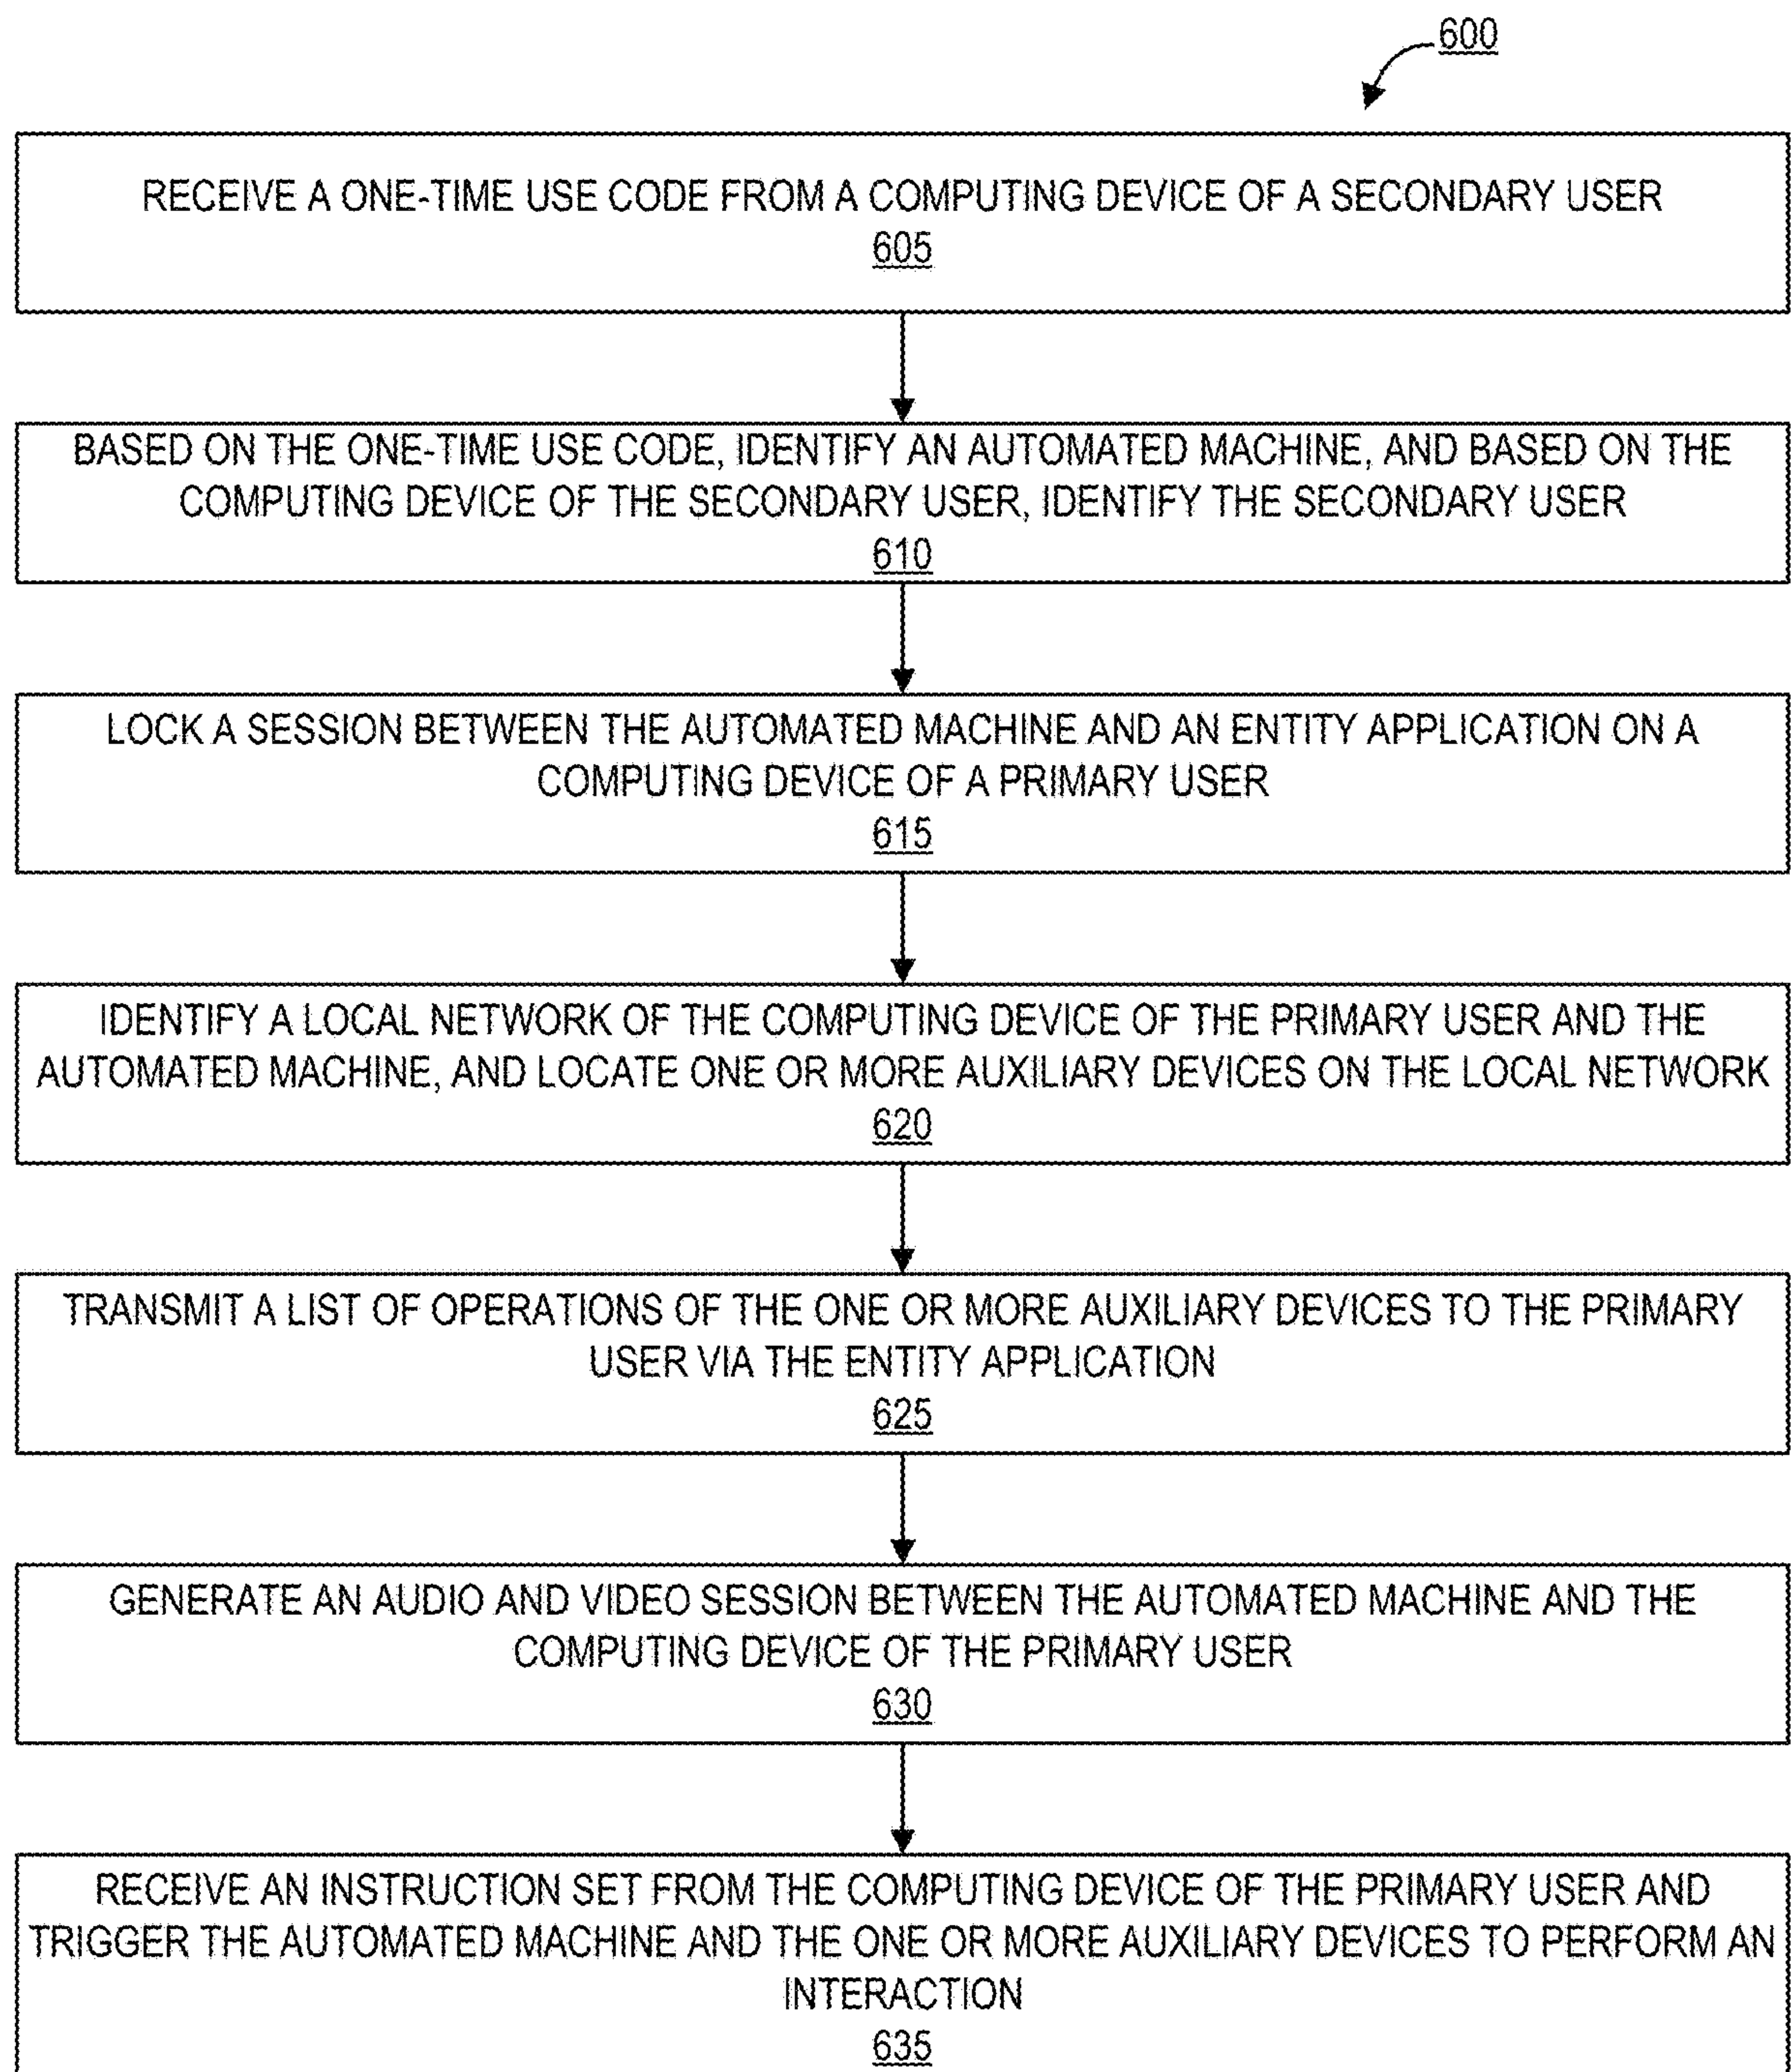 600
RECEIVE A ONE-TIME USE CODE FROM A COMPUTING DEVICE OF A SECONDARY USER
605
BASED ON THE ONE-TIME USE CODE, IDENTIFY AN AUTOMATED MACHINE, AND BASED ON THE
COMPUTING DEVICE OF THE SECONDARY USER, IDENTIFY THE SECONDARY USER
610
LOCK A SESSION BETWEEN THE AUTOMATED MACHINE AND AN ENTITY APPLICATION ON A
COMPUTING DEVICE OF A PRIMARY USER
615
IDENTIFY A LOCAL NETWORK OF THE COMPUTING DEVICE OF THE PRIMARY USER AND THE
AUTOMATED MACHINE, AND LOCATE ONE OR MORE AUXILIARY DEVICES ON THE LOCAL NETWORK
620
TRANSMIT A LIST OF OPERATIONS OF THE ONE OR MORE AUXILIARY DEVICES TO THE PRIMARY
USER VIA THE ENTITY APPLICATION
625
GENERATE AN AUDIO AND VIDEO SESSION BETWEEN THE AUTOMATED MACHINE AND THE
COMPUTING DEVICE OF THE PRIMARY USER
630
RECEIVE AN INSTRUCTION SET FROM THE COMPUTING DEVICE OF THE PRIMARY USER AND
TRIGGER THE AUTOMATED MACHINE AND THE ONE OR MORE AUXILIARY DEVICES TO PERFORM AN
INTERACTION
635